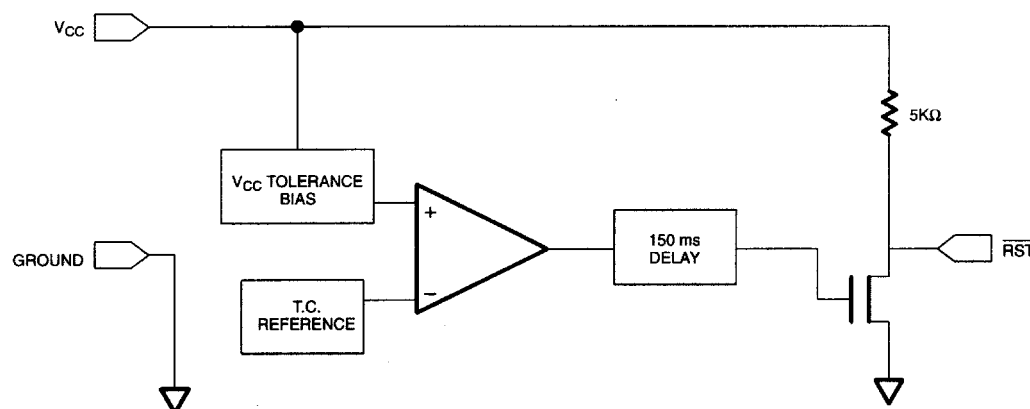 VCC
5KΩ
VCC TOLERANCE
BIAS
+
150 ms
DELAY
RST
GROUND
−
T.C.
REFERENCE